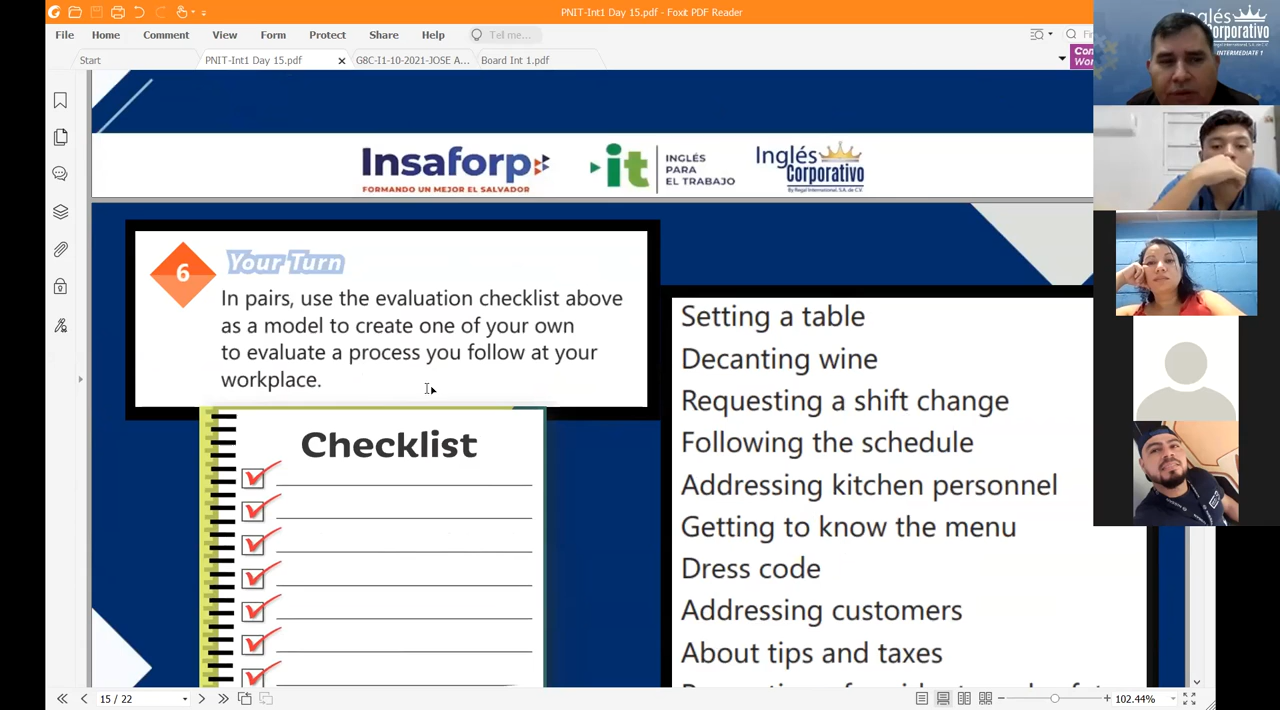 PNIT-Int1 Day 15.pdf - Foxit PDF Reader
File Home Comment View Form Protect Share Help Tell me...
Start PNIT-Int1 Day 15.pdf G8C-I1-10-2021-JOSE A... Board Int 1.pdf
Insaforp
FORMANDO UN MEJOR EL SALVADOR
it
INGLÉS
PARA
EL TRABAJO
Inglés
Corporativo
By Regal International, S.A. de C.V.
6
Your Turn
In pairs, use the evaluation checklist above
as a model to create one of your own
to evaluate a process you follow at your
workplace.
Checklist
Setting a table
Decanting wine
Requesting a shift change
Following the schedule
Addressing kitchen personnel
Getting to know the menu
Dress code
Addressing customers
About tips and taxes
15 / 22
102.44%
Inglés
Corporativo
INTERMEDIATE 1